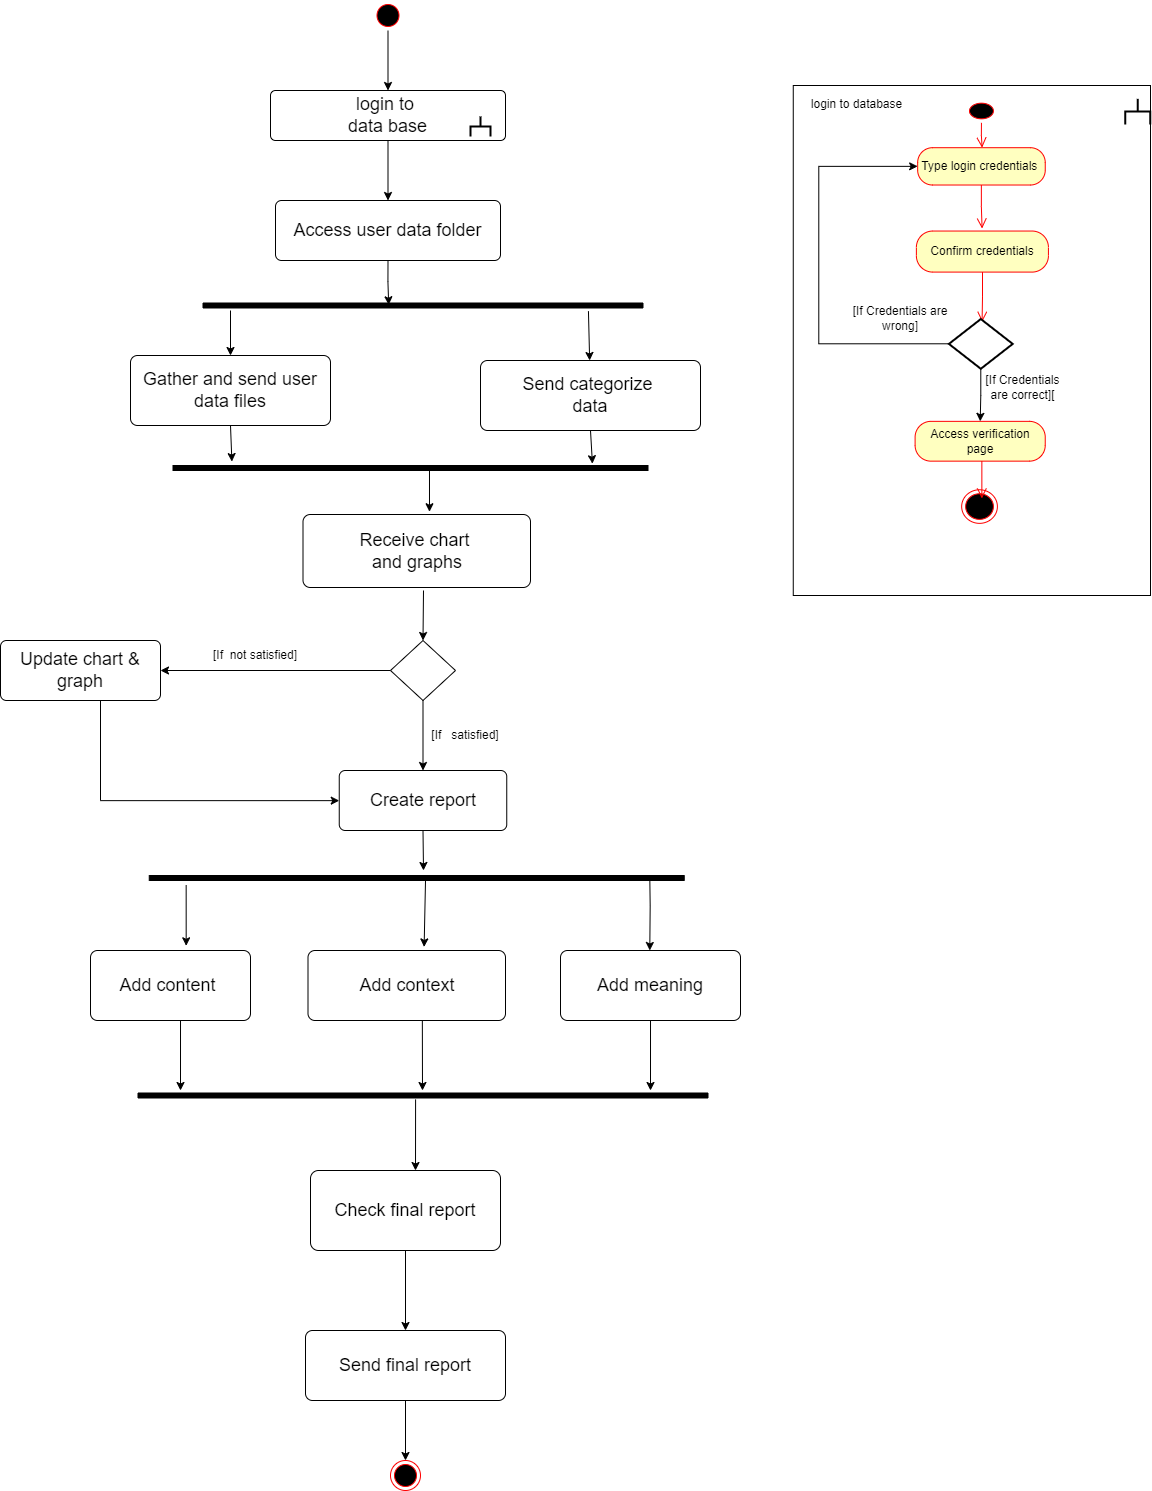 login to
data base
Access user data folder
Gather and send user
data files
Send categorize
data
Receive chart
and graphs
[If  not satisfied]
Update chart &
graph
[If   satisfied]
Create report
Add content
Add context
Add meaning
Check final report
Send final report
login to database
Type login credentials
Confirm credentials
[If Credentials are
wrong]
[If Credentials
are correct][
Access verification
page